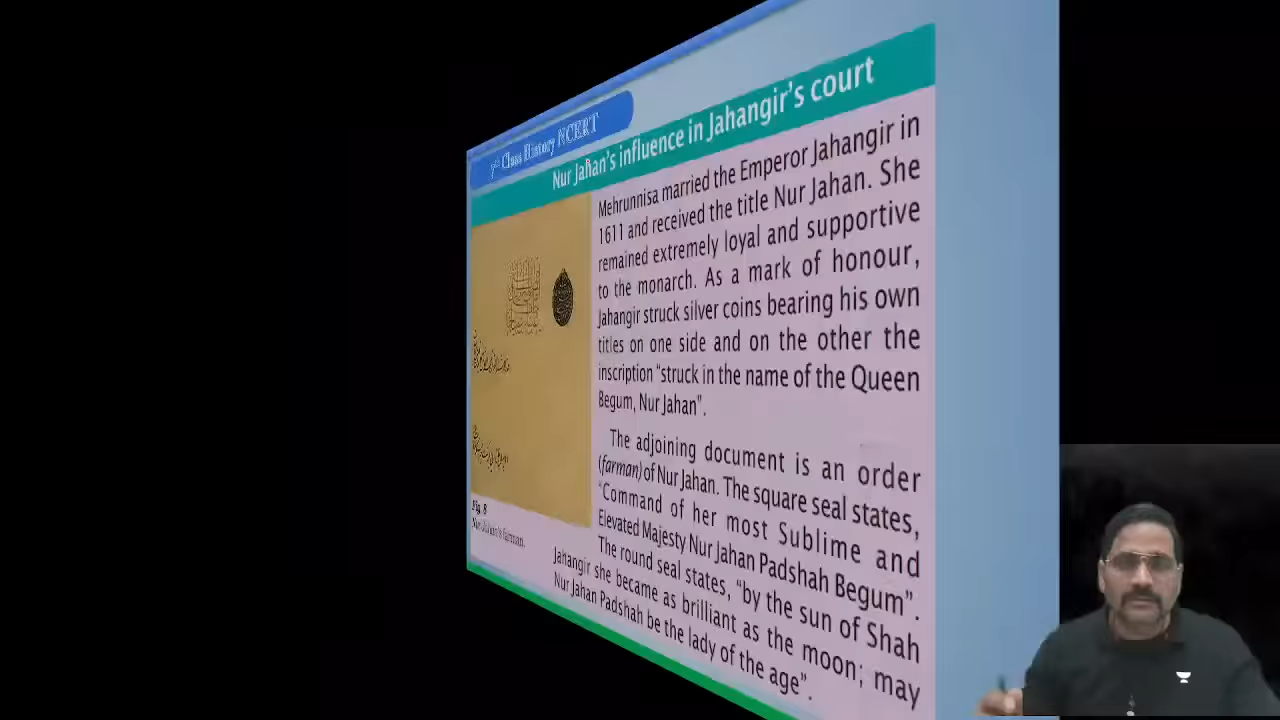 7th Class History NCERT
Nur Jahan's influence in Jahangir's court
Mehrunnisa married the Emperor Jahangir in
1611 and received the title Nur Jahan. She
remained extremely loyal and supportive
to the monarch. As a mark of honour,
Jahangir struck silver coins bearing his own
titles on one side and on the other the
inscription "struck in the name of the Queen
Begum, Nur Jahan".
The adjoining document is an order
(farman) of Nur Jahan. The square seal states,
"Command of her most Sublime and
Elevated Majesty Nur Jahan Padshah Begum".
The round seal states, "by the sun of Shah
Jahangir she became as brilliant as the moon; may
Nur Jahan Padshah be the lady of the age".
Fig. 8
Nur Jahan's farman.